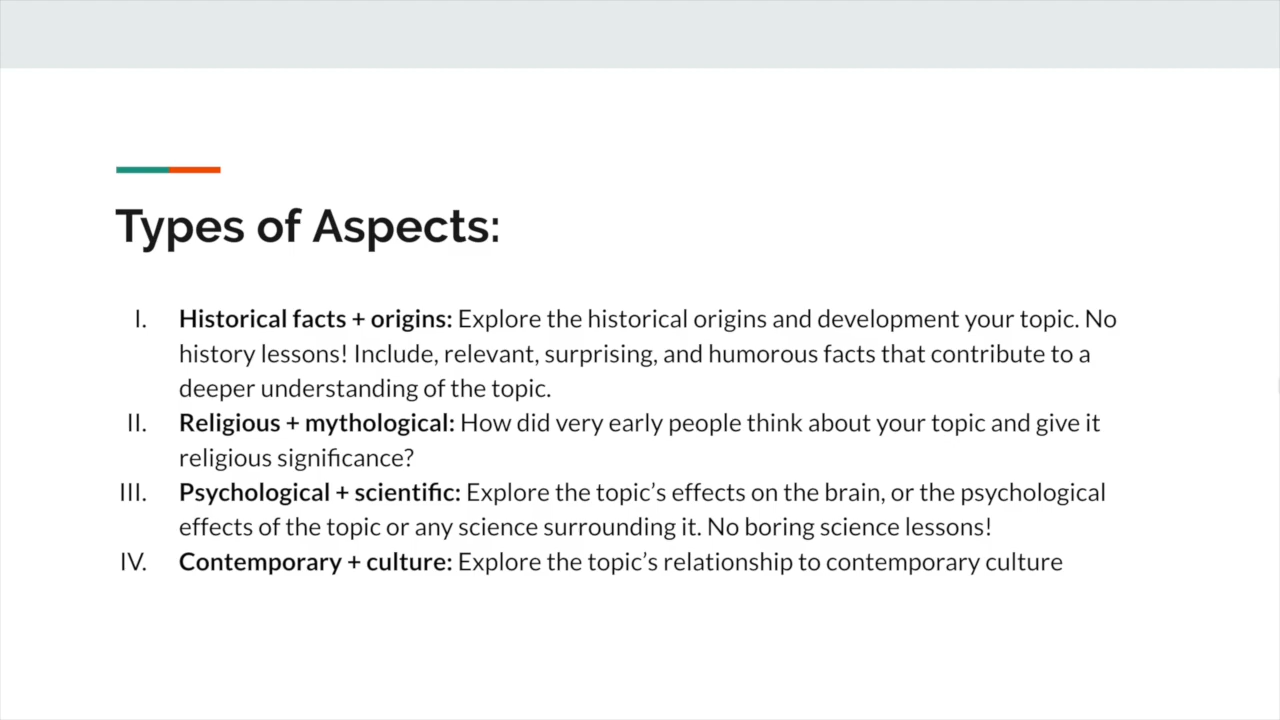 Types of Aspects:
I. Historical facts + origins: Explore the historical origins and development your topic. No
history lessons! Include, relevant, surprising, and humorous facts that contribute to a
deeper understanding of the topic.
II. Religious + mythological: How did very early people think about your topic and give it
religious significance?
III. Psychological + scientific: Explore the topic’s effects on the brain, or the psychological
effects of the topic or any science surrounding it. No boring science lessons!
IV. Contemporary + culture: Explore the topic’s relationship to contemporary culture